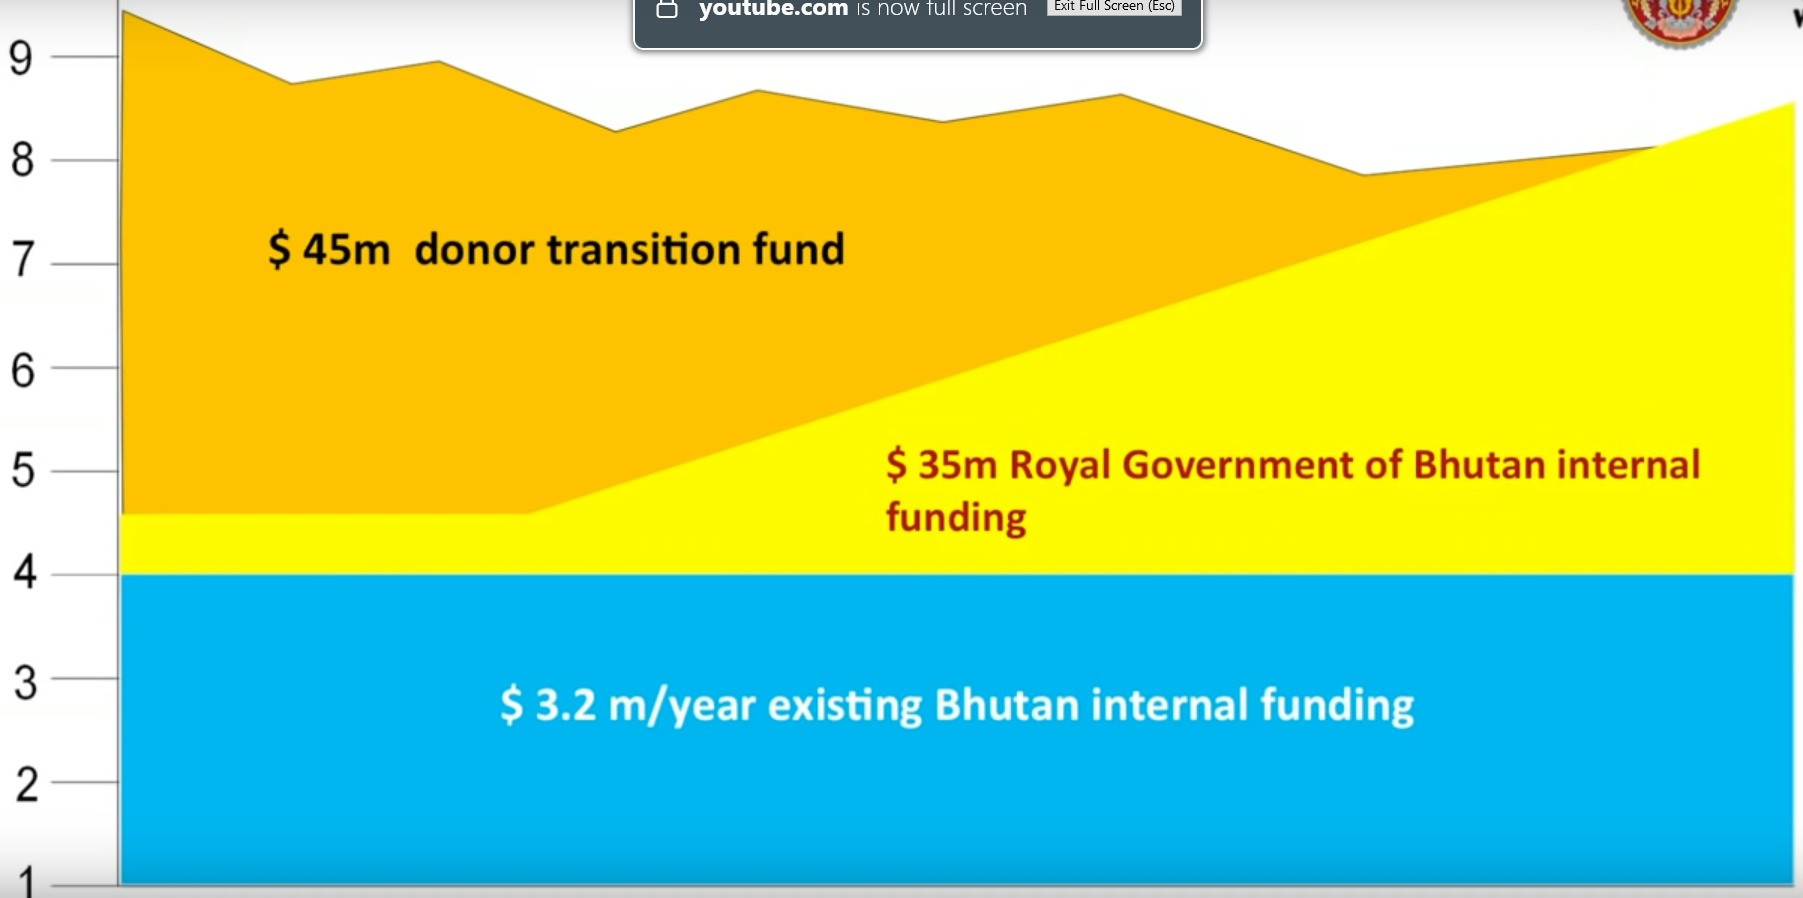 youtube.com is now full screen
Exit Full Screen (Esc)
9
8
7
$ 45m donor transition fund
6
5
$ 35m Royal Government of Bhutan internal
funding
4
3
$ 3.2 m/year existing Bhutan internal funding
2
1